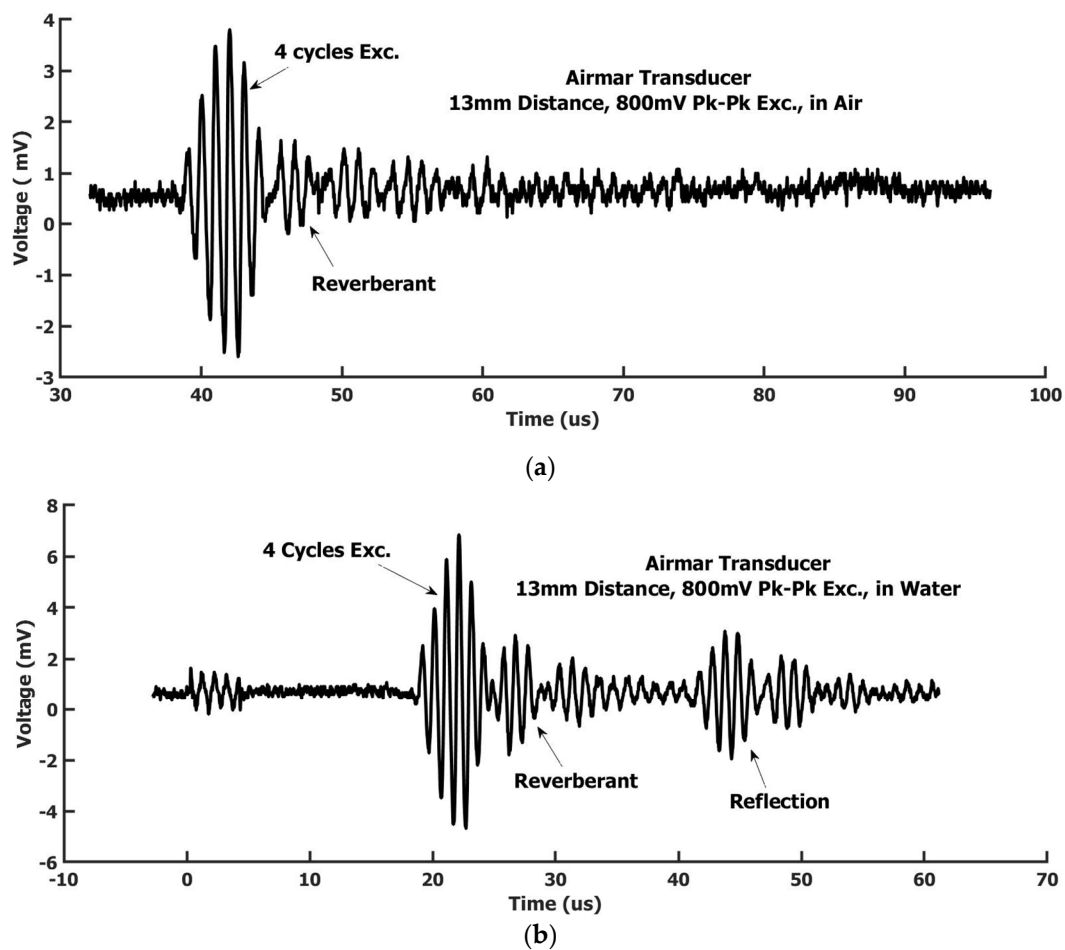 4
4 cycles Exc.
Airmar Transducer
3
13mm Distance, 800mV Pk-Pk Exc., in Air
2
1
Voltage ( mV)
0
Reverberant
-1
-2
-3
30 40 50 60 70 80 90 100
Time (us)
(a)
8
4 Cycles Exc.
Airmar Transducer
6
13mm Distance, 800mV Pk-Pk Exc., in Water
4
2
Voltage (mV)
0
Reverberant
-2
Reflection
-4
-6
-10 0 10 20 30 40 50 60 70
Time (us)
(b)